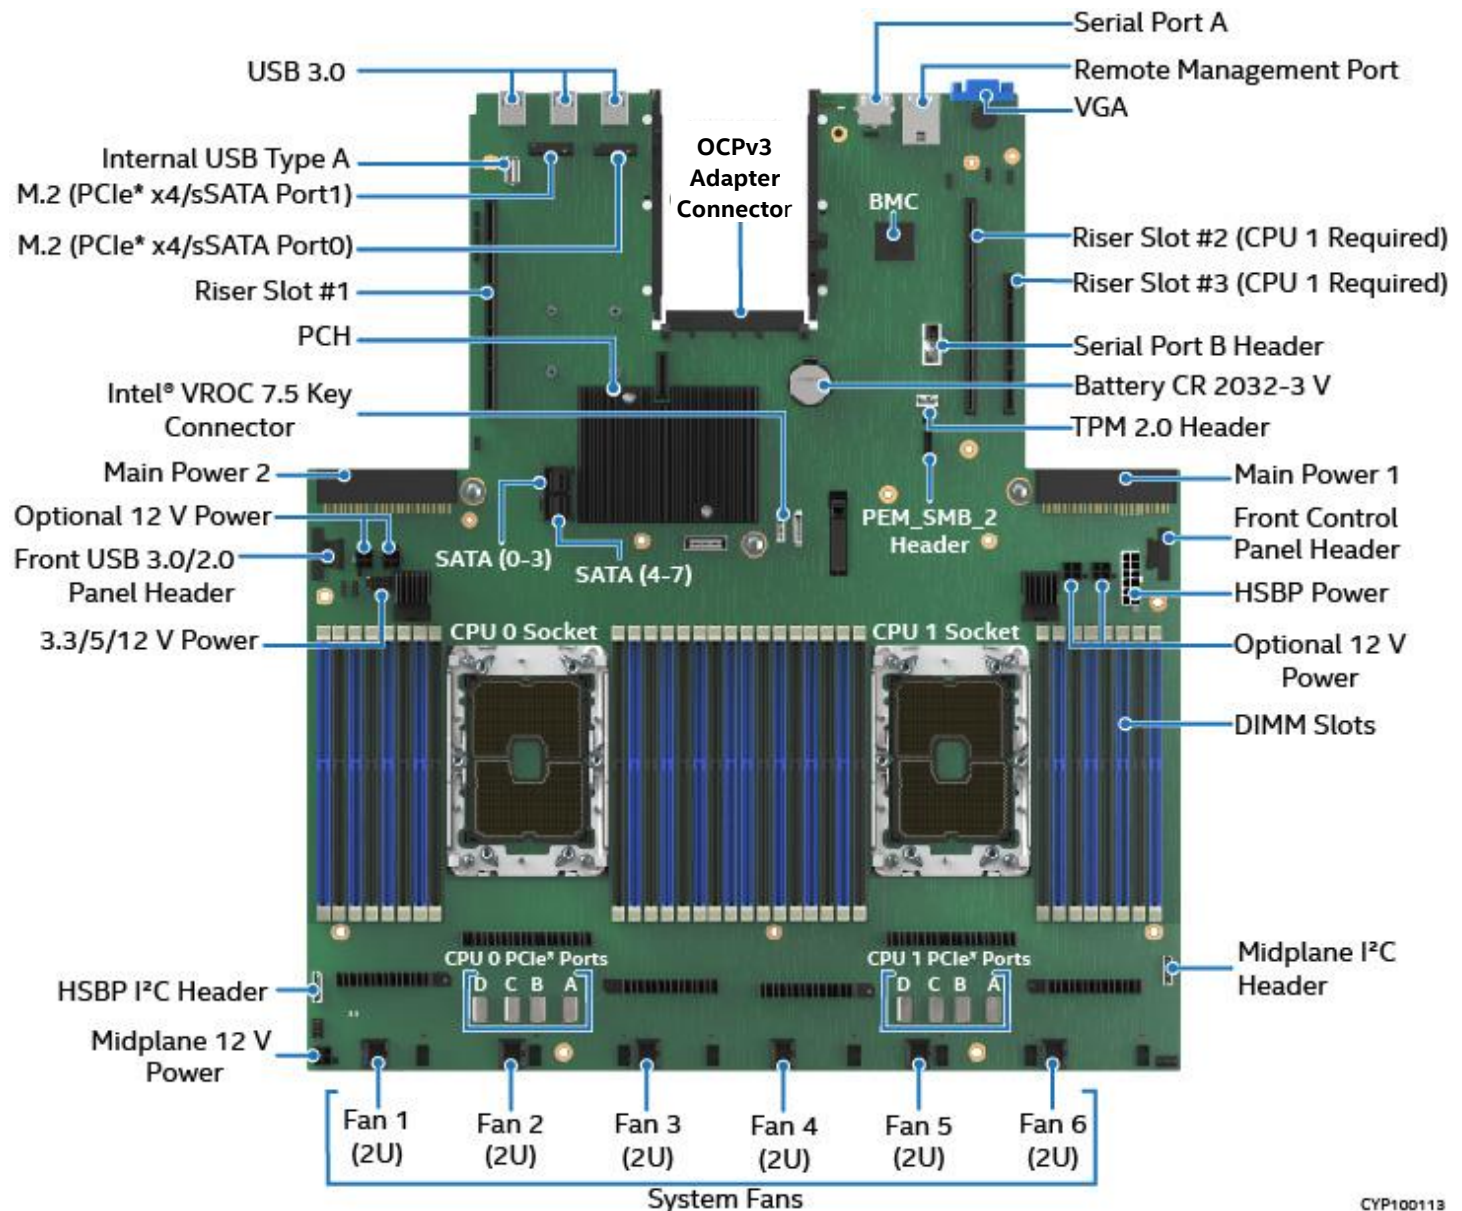 Serial Port A
USB 3.0
Remote Management Port
VGA
OCPv3
Adapter
Connector
Internal USB Type A
M.2 (PCIe* x4/sSATA Port1)
BMC
M.2 (PCIe* x4/sSATA Port0)
Riser Slot #2 (CPU 1 Required)
Riser Slot #1
Riser Slot #3 (CPU 1 Required)
PCH
Serial Port B Header
Intel® VROC 7.5 Key
Connector
Battery CR 2032-3 V
TPM 2.0 Header
Main Power 2
Main Power 1
Optional 12 V Power
PEM_SMB_2
Header
Front Control
Panel Header
Front USB 3.0/2.0
Panel Header
SATA (0-3)
SATA (4-7)
HSBP Power
3.3/5/12 V Power
CPU 0 Socket
CPU 1 Socket
Optional 12 V
Power
DIMM Slots
CPU 0 PCIe* Ports
D C B A
CPU 1 PCIe* Ports
D C B A
Midplane I²C
Header
HSBP I²C Header
Midplane 12 V
Power
Fan 1
(2U)
Fan 2
(2U)
Fan 3
(2U)
Fan 4
(2U)
Fan 5
(2U)
Fan 6
(2U)
System Fans
CYP100113